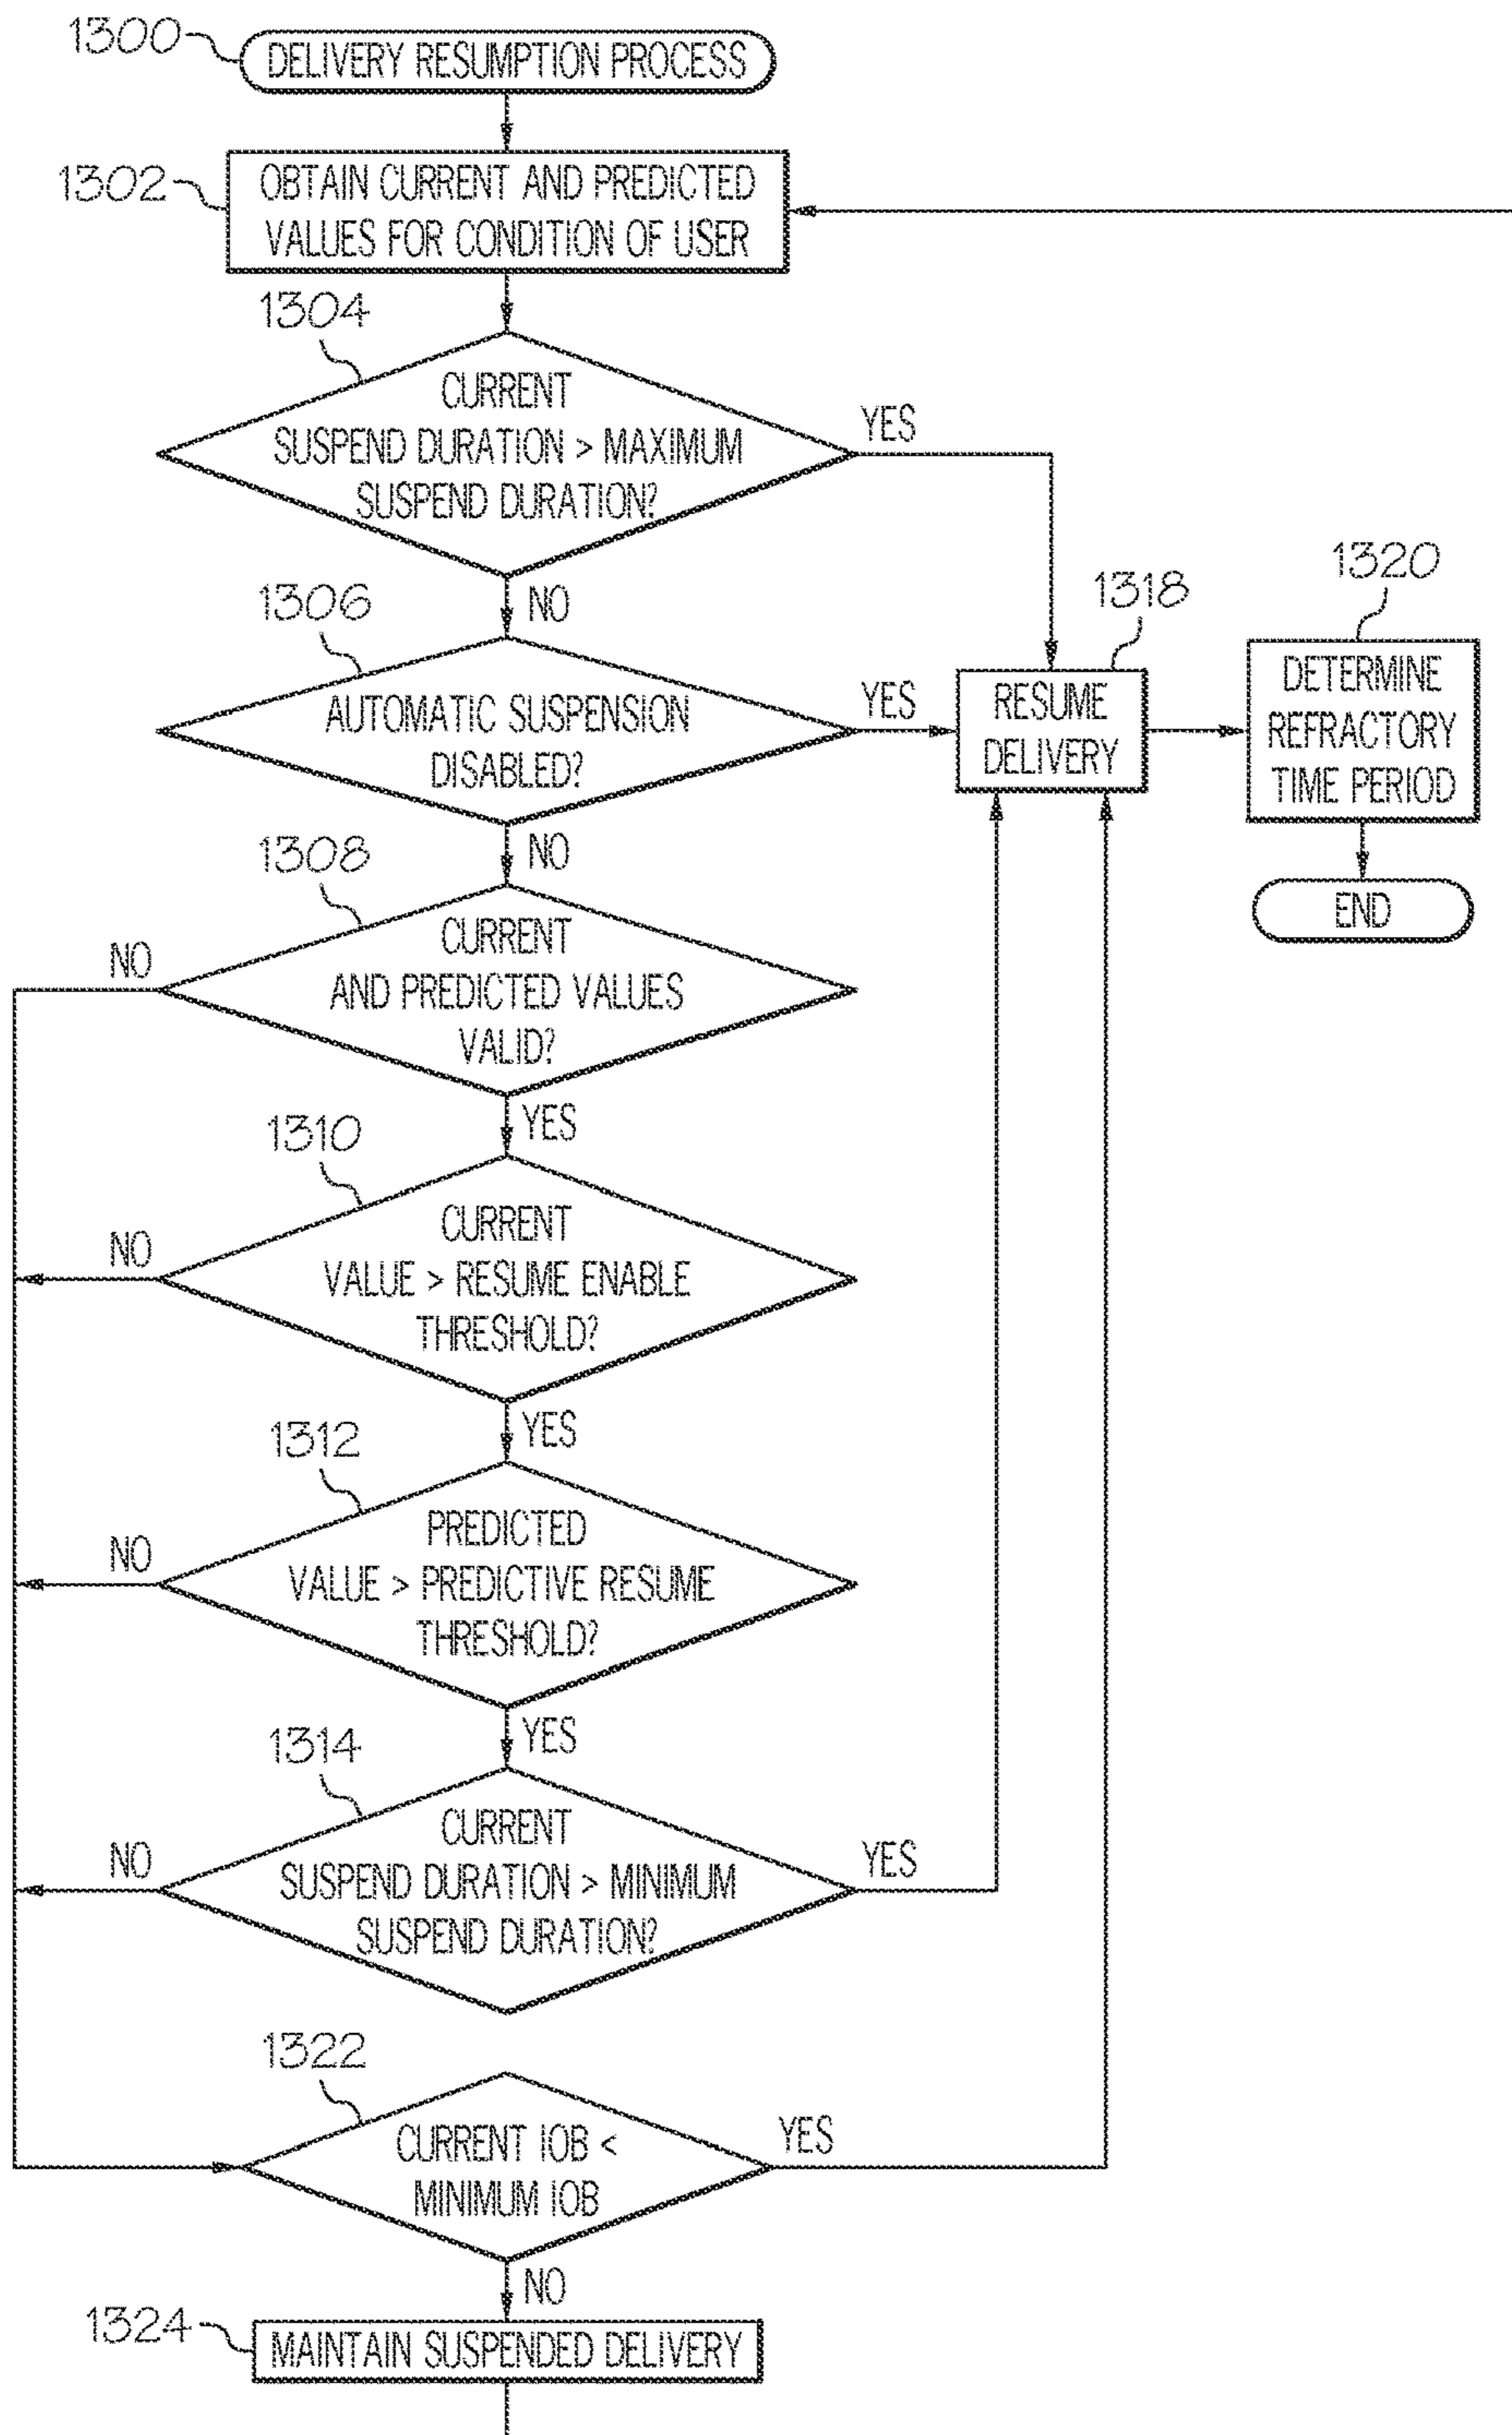 1300
DELIVERY RESUMPTION PROCESS
1302
OBTAIN CURRENT AND PREDICTED
VALUES FOR CONDITION OF USER
1304
CURRENT
SUSPEND DURATION > MAXIMUM
SUSPEND DURATION?
YES
NO
1306
AUTOMATIC SUSPENSION
DISABLED?
YES
1318
RESUME
DELIVERY
1320
DETERMINE
REFRACTORY
TIME PERIOD
END
NO
1308
CURRENT
AND PREDICTED VALUES
VALID?
NO
YES
1310
CURRENT
VALUE > RESUME ENABLE
THRESHOLD?
NO
YES
1312
PREDICTED
VALUE > PREDICTIVE RESUME
THRESHOLD?
NO
YES
1314
CURRENT
SUSPEND DURATION > MINIMUM
SUSPEND DURATION?
NO
YES
1322
CURRENT IOB <
MINIMUM IOB
YES
NO
1324
MAINTAIN SUSPENDED DELIVERY